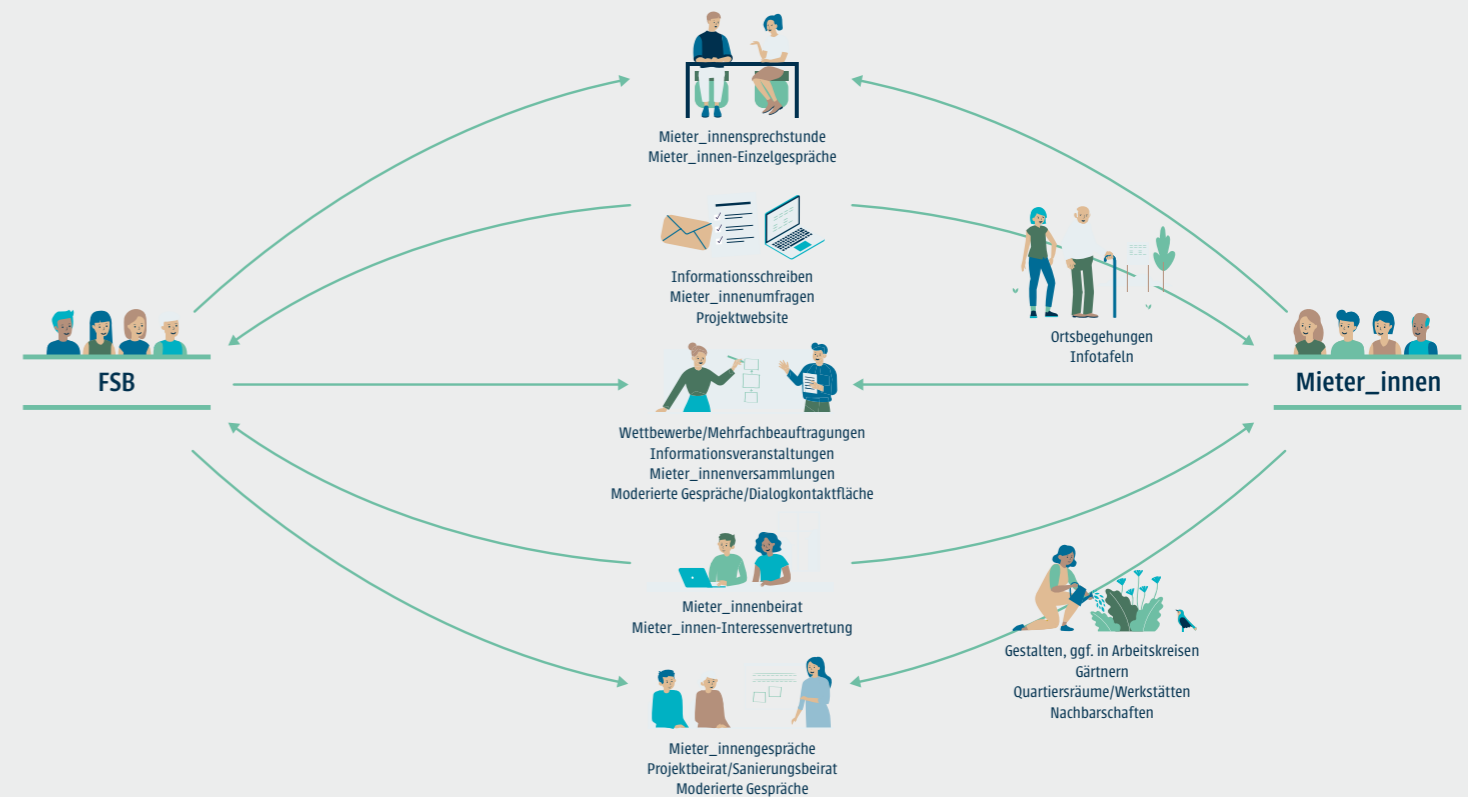 Mieter_innensprechstunde
Mieter_innen-Einzelgespräche
Informationsschreiben
Mieter_innenumfragen
Projektwebsite
Ortsbegehungen
Infotafeln
FSB
Mieter_innen
Wettbewerbe/Mehrfachbeauftragungen
Informationsveranstaltungen
Mieter_innenversammlungen
Moderierte Gespräche/Dialogkontaktfläche
Mieter_innenbeirat
Mieter_innen-Interessenvertretung
Gestalten, ggf. in Arbeitskreisen
Gärtnern
Quartiersräume/Werkstätten
Nachbarschaften
Mieter_innengespräche
Projektbeirat/Sanierungsbeirat
Moderierte Gespräche